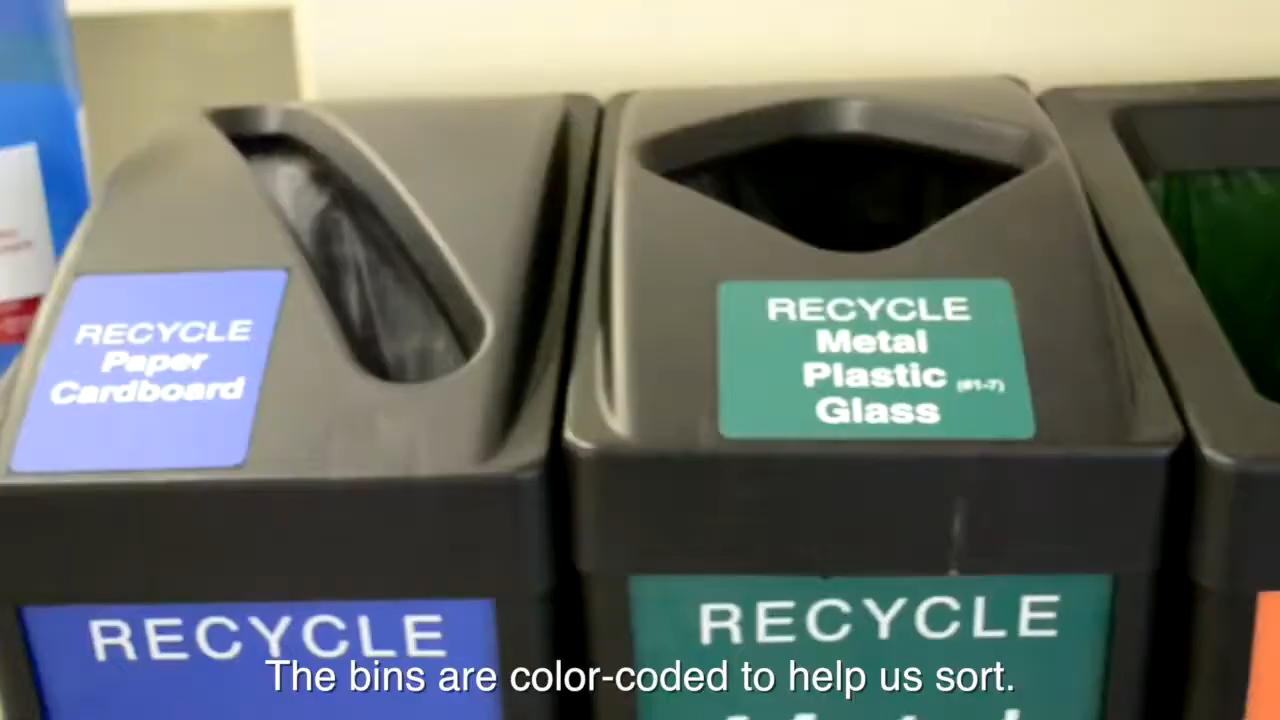 RECYCLE
Paper
Cardboard
RECYCLE
Metal
Plastic (#1-7)
Glass
RECYCLE
RECYCLE
The bins are color-coded to help us sort.